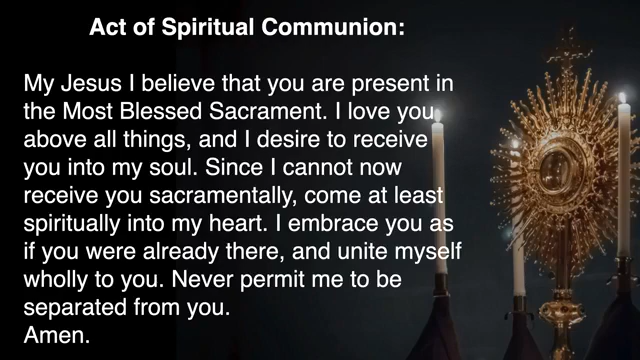 Act of Spiritual Communion:
My Jesus I believe that you are present in
the Most Blessed Sacrament. I love you
above all things, and I desire to receive
you into my soul. Since I cannot now
receive you sacramentally, come at least
spiritually into my heart. I embrace you as
if you were already there, and unite myself
wholly to you. Never permit me to be
separated from you.
Amen.